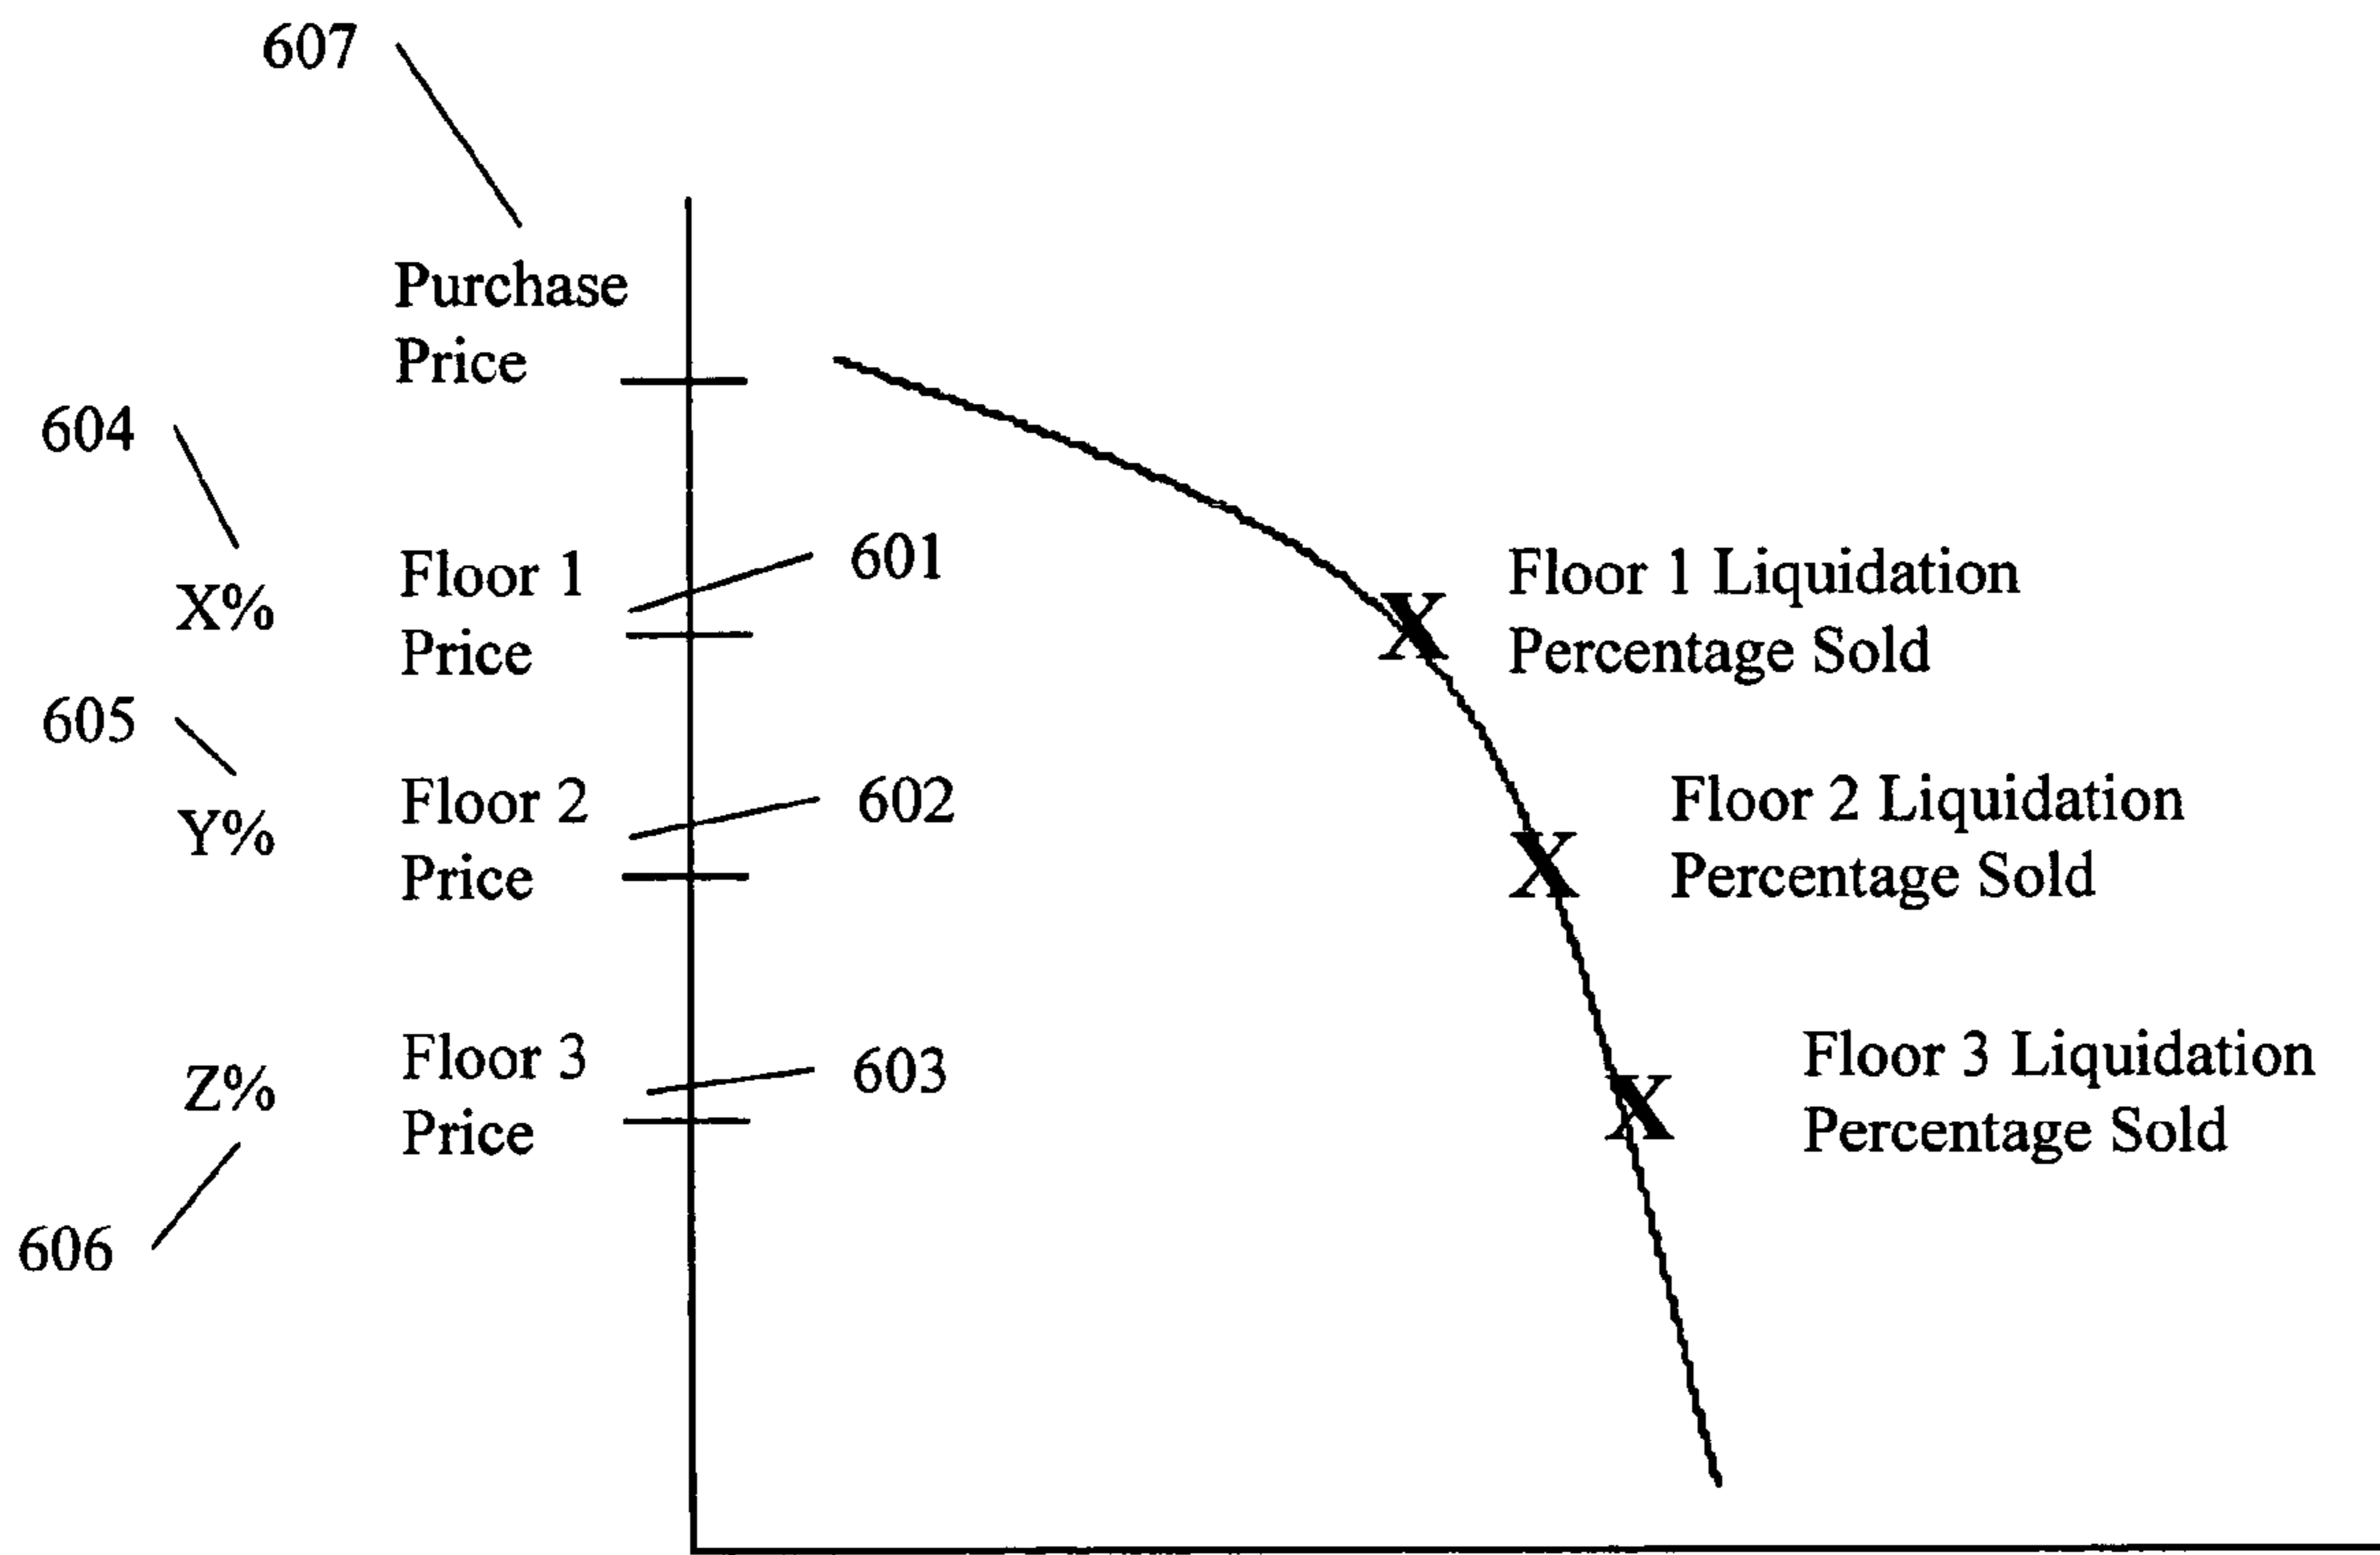 607
Purchase
Price
604
X%
Floor 1
Price
601
X
Floor 1 Liquidation
Percentage Sold
605
Y%
Floor 2
Price
602
X
Floor 2 Liquidation
Percentage Sold
Z%
Floor 3
Price
603
X
Floor 3 Liquidation
Percentage Sold
606